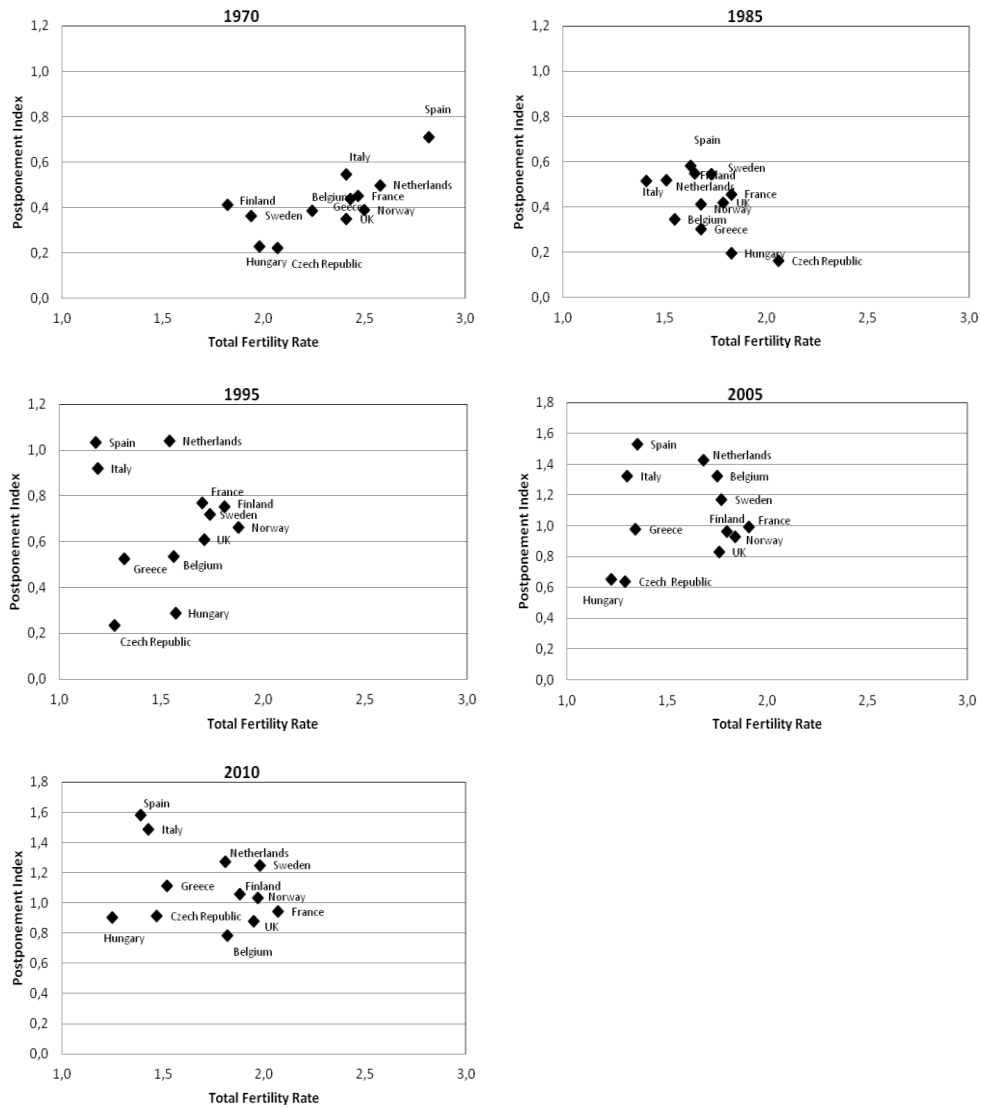 1970
Postponement Index
1,2
1,0
0,8
0,6
0,4
0,2
0,0
Spain
Italy
Netherlands
Belgium
France
Finland
Greece
Norway
Sweden
UK
Hungary
Czech Republic
1,0 1,5 2,0 2,5 3,0
Total Fertility Rate
1985
Postponement Index
1,2
1,0
0,8
0,6
0,4
0,2
0,0
Spain
Sweden
Finland
Netherlands
Italy
France
UK
Norway
Belgium
Greece
Hungary
Czech Republic
1,0 1,5 2,0 2,5 3,0
Total Fertility Rate
1995
Postponement Index
1,2
1,0
0,8
0,6
0,4
0,2
0,0
Spain
Netherlands
Italy
France
Finland
Sweden
Norway
UK
Greece
Belgium
Hungary
Czech Republic
1,0 1,5 2,0 2,5 3,0
Total Fertility Rate
2005
Postponement Index
1,8
1,6
1,4
1,2
1,0
0,8
0,6
0,4
0,2
0,0
Spain
Netherlands
Italy
Belgium
Sweden
Finland
France
Greece
Norway
UK
Czech Republic
Hungary
1,0 1,5 2,0 2,5 3,0
Total Fertility Rate
2010
Postponement Index
1,8
1,6
1,4
1,2
1,0
0,8
0,6
0,4
0,2
0,0
Spain
Italy
Netherlands
Sweden
Greece
Finland
Norway
Czech Republic
France
UK
Hungary
Belgium
1,0 1,5 2,0 2,5 3,0
Total Fertility Rate